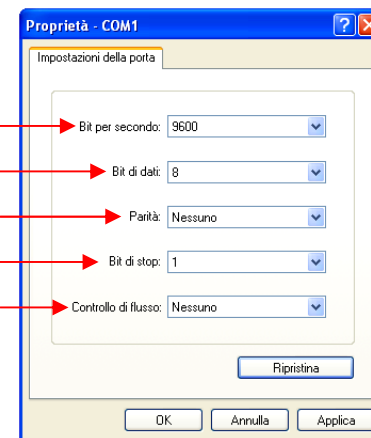 Proprietà - COM1
Impostazioni della porta
Bit per secondo: 9600
Bit di dati: 8
Parità: Nessuno
Bit di stop: 1
Controllo di flusso: Nessuno
Ripristina
OK Annulla Applica